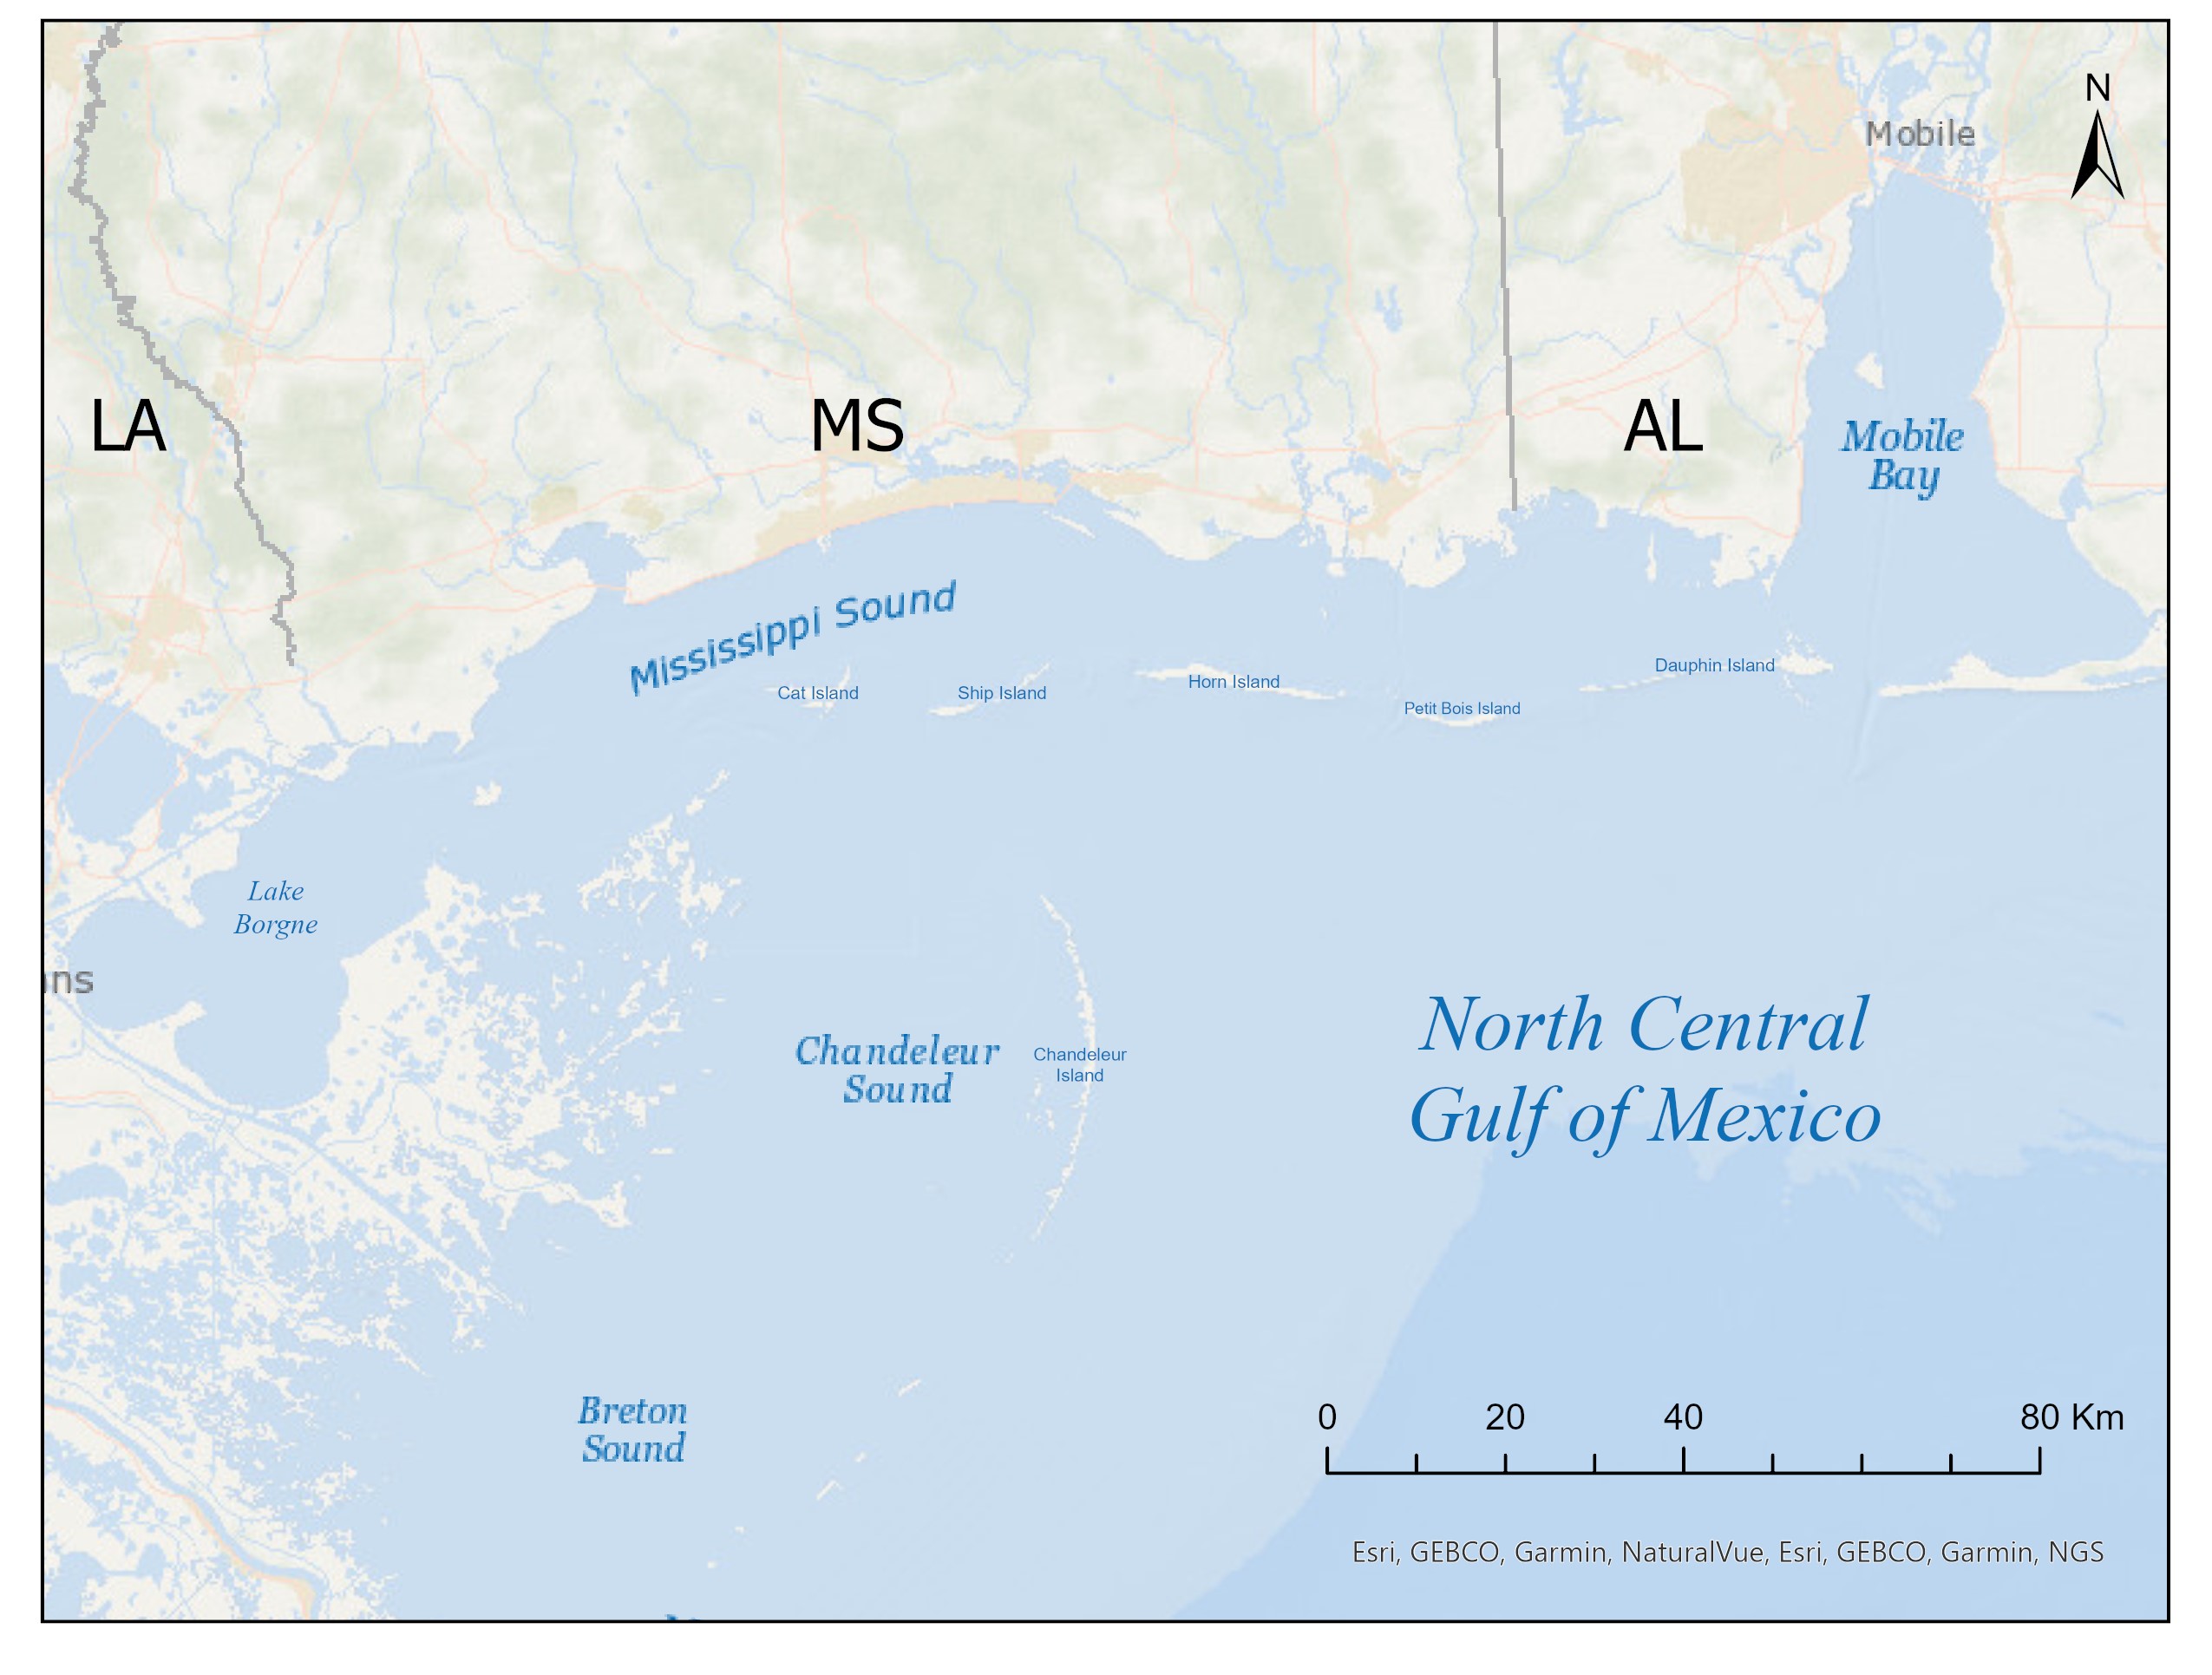 N
Mobile
LA
MS
AL
Mobile
Bay
Mississippi Sound
Cat Island
Ship Island
Horn Island
Petit Bois Island
Dauphin Island
Lake
Borgne
ns
Chandeleur
Sound
Chandeleur
Island
North Central
Gulf of Mexico
Breton
Sound
0 20 40 80 Km
Esri, GEBCO, Garmin, NaturalVue, Esri, GEBCO, Garmin, NGS